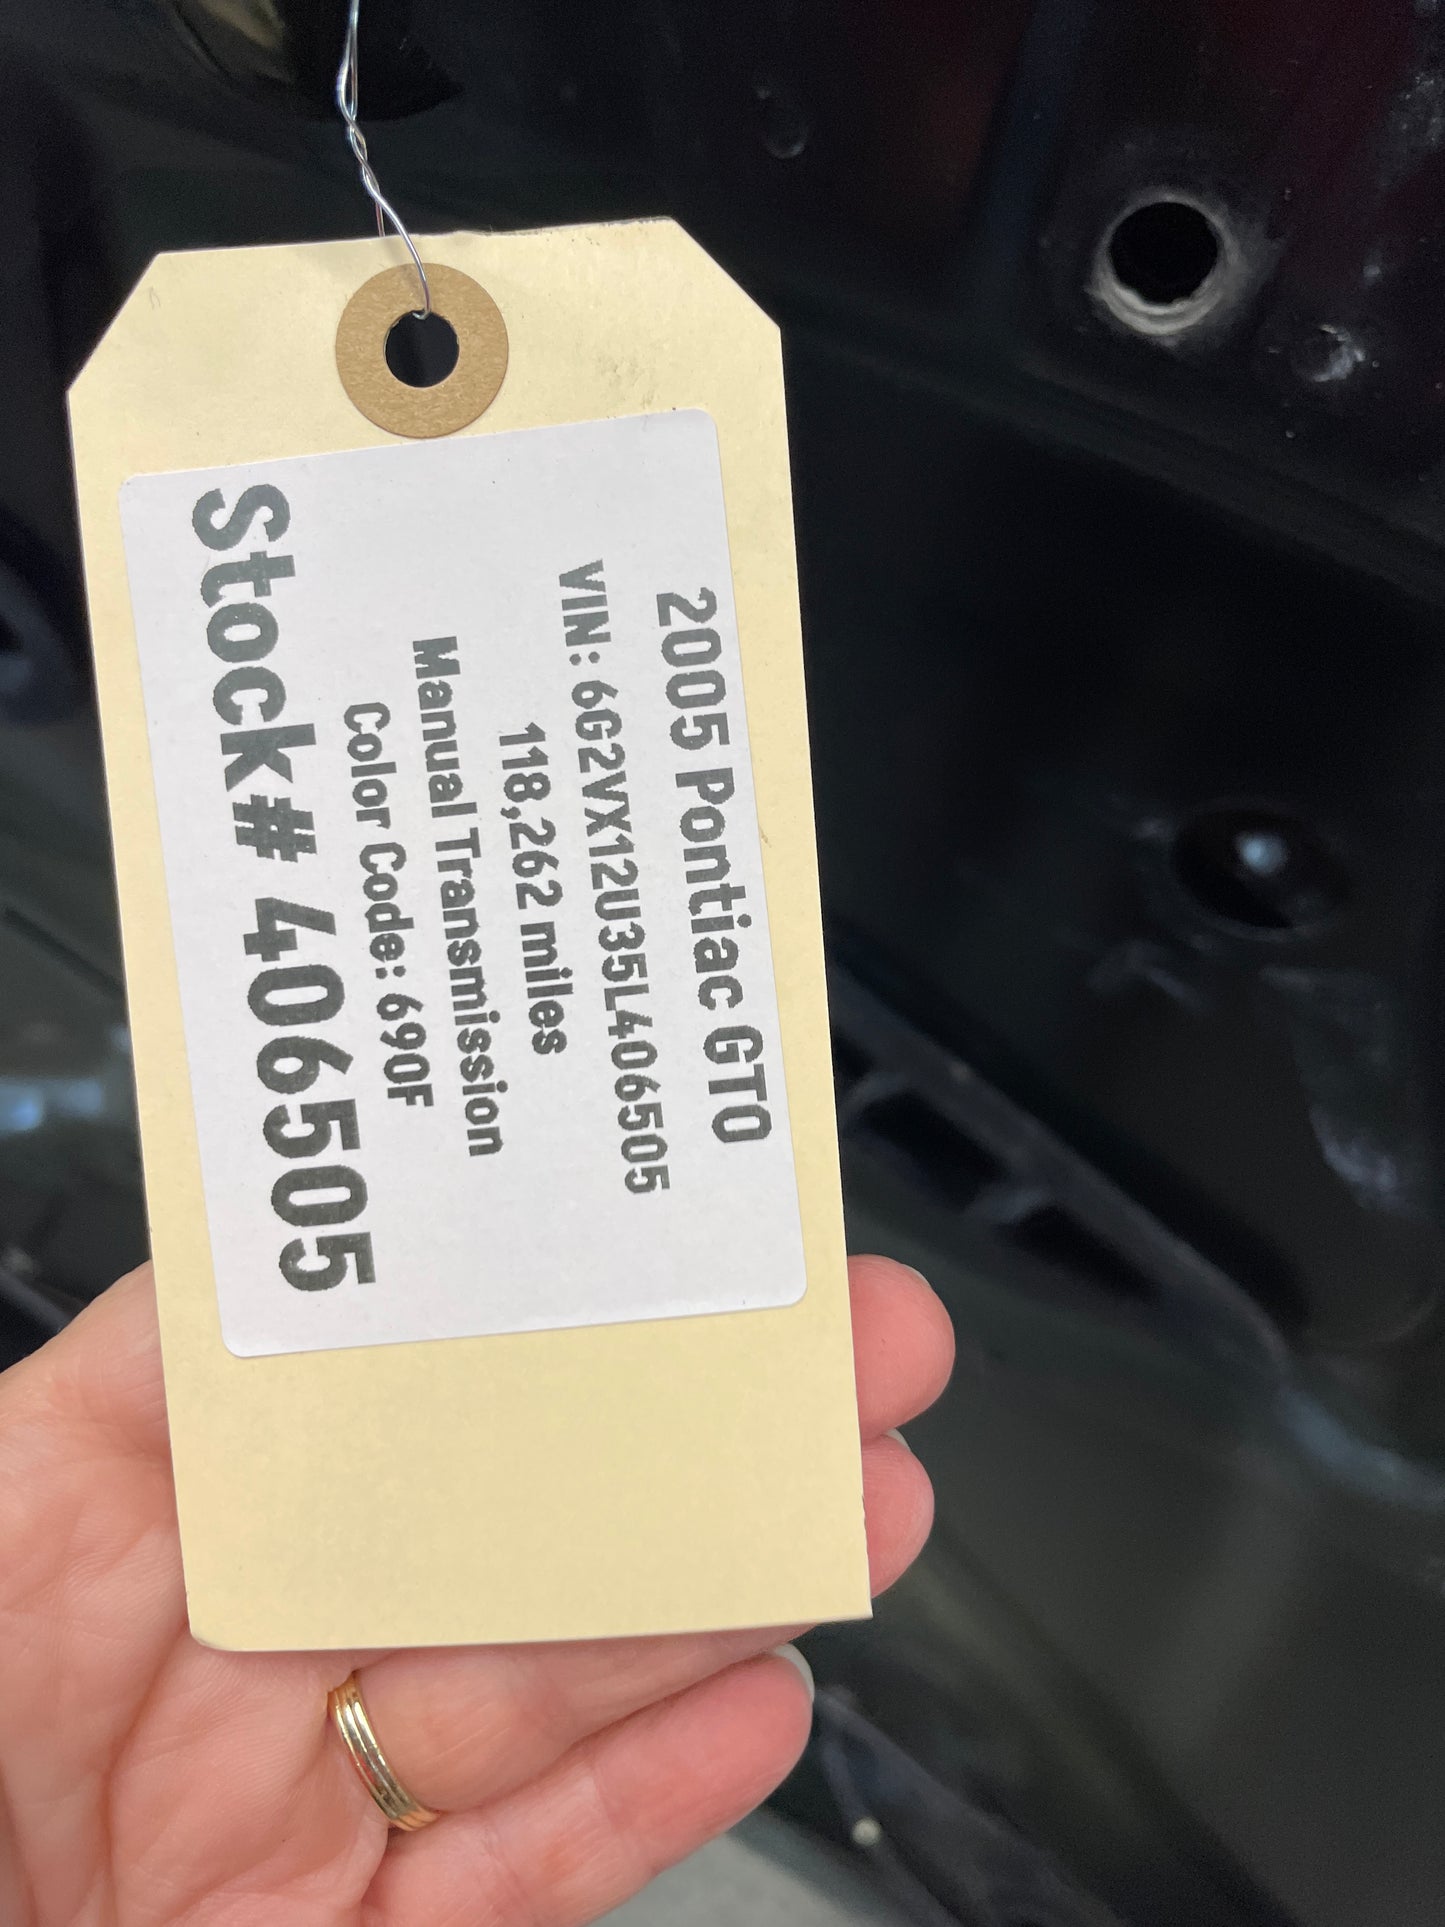 2005 Pontiac GTO
VIN: 6G2VX12U35L406505
118,262 miles
Manual Transmission
Color Code: 690F
Stock# 406505